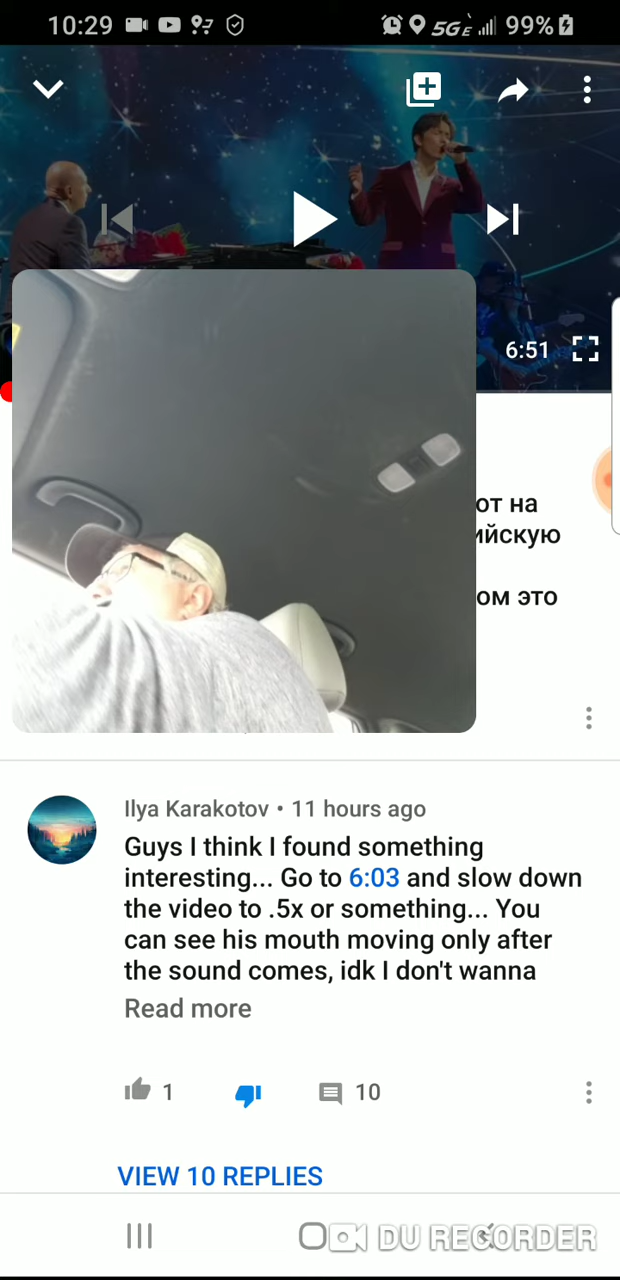 10:29
5GE
99%
6:51
от на
ийскую
ом это
Ilya Karakotov • 11 hours ago
Guys I think I found something
interesting... Go to 6:03 and slow down
the video to .5x or something... You
can see his mouth moving only after
the sound comes, idk I don't wanna
Read more
1
10
VIEW 10 REPLIES
DU RECORDER